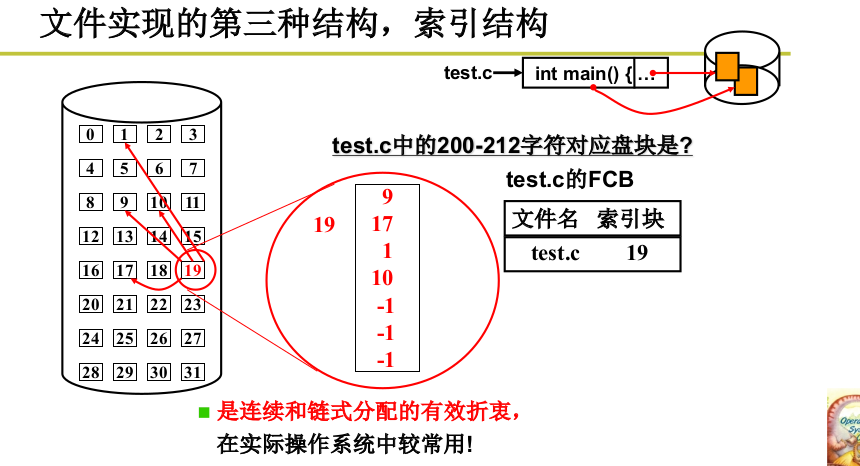 文件实现的第三种结构，索引结构
test.c
int main() { …
test.c中的200-212字符对应盘块是?
test.c的FCB
文件名 索引块
test.c 19
0 1 2 3
4 5 6 7
8 9 10 11
12 13 14 15
16 17 18 19
20 21 22 23
24 25 26 27
28 29 30 31
19
9
17
1
10
-1
-1
-1
是连续和链式分配的有效折衷，
在实际操作系统中较常用!